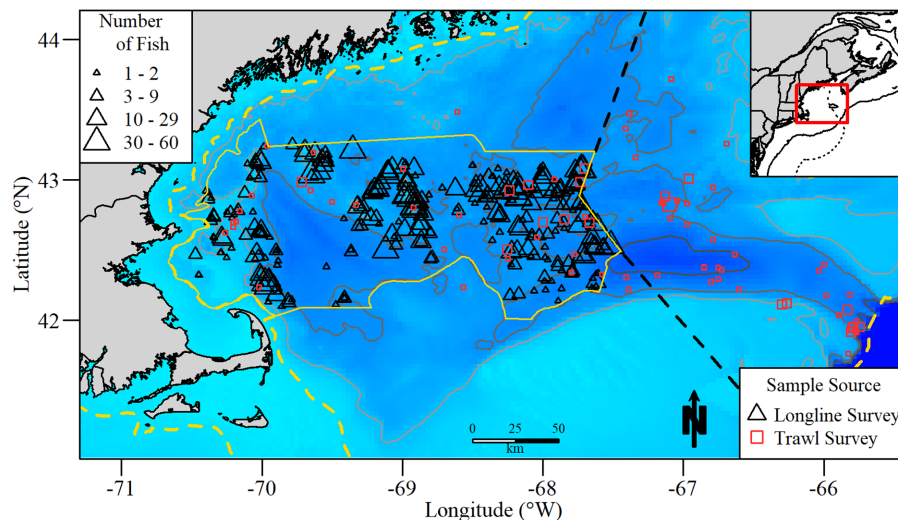 Number
of Fish
1 - 2
3 - 9
10 - 29
30 - 60
44
43
42
Latitude (°N)
-71
-70
-69
-68
-67
-66
Longitude (°W)
0
25
50
km
N
Sample Source
Longline Survey
Trawl Survey